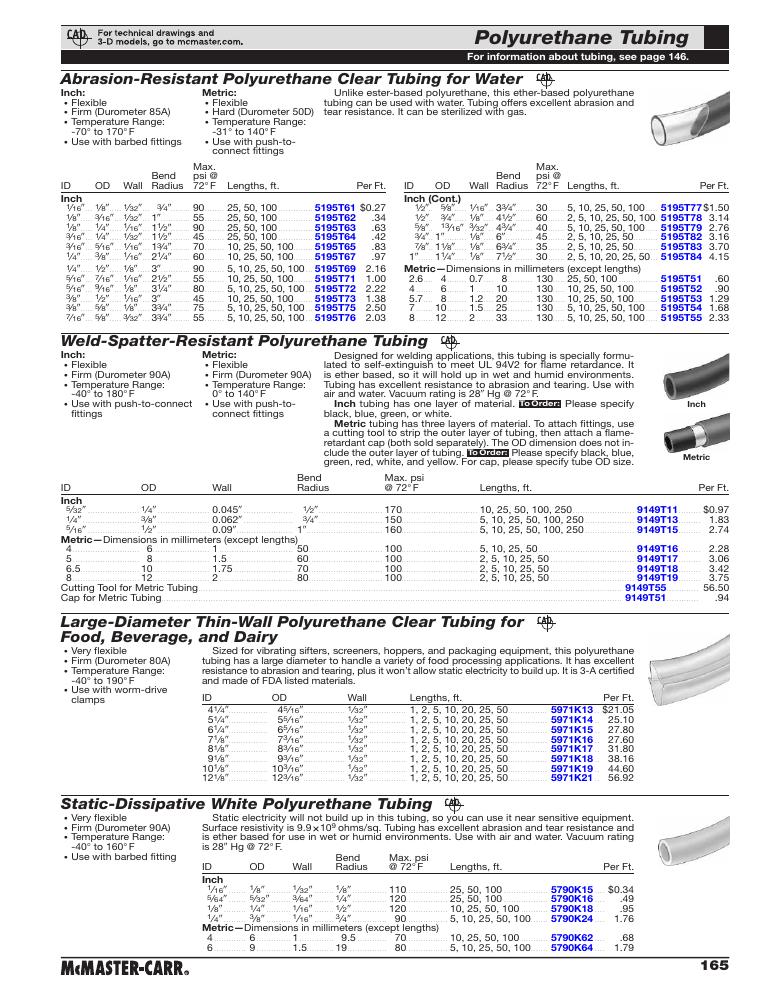 CAD
For technical drawings and
3-D models, go to mcmaster.com.
Polyurethane Tubing
For information about tubing, see page 146.
Abrasion-Resistant Polyurethane Clear Tubing for Water CAD
Inch:
• Flexible
• Firm (Durometer 85A)
• Temperature Range:
-70° to 170° F
• Use with barbed fittings
Metric:
• Flexible
• Hard (Durometer 50D)
• Temperature Range:
-31° to 140° F
• Use with push-to-
connect fittings
Unlike ester-based polyurethane, this ether-based polyurethane
tubing can be used with water. Tubing offers excellent abrasion and
tear resistance. It can be sterilized with gas.
ID OD Wall Bend Radius Max. psi @ 72° F Lengths, ft. Per Ft.
Inch
1/16" 1/8" 1/32" 3/4" 90 25, 50, 100 5195T61 $0.27
1/8" 3/16" 1/32" 1" 55 25, 50, 100 5195T62 .34
1/8" 1/4" 1/16" 1 1/2" 90 25, 50, 100 5195T63 .63
3/16" 1/4" 1/32" 1 1/2" 45 25, 50, 100 5195T64 .42
3/16" 5/16" 1/16" 1 3/4" 70 10, 25, 50, 100 5195T65 .83
1/4" 3/8" 1/16" 2 1/4" 60 10, 25, 50, 100 5195T67 .97
1/4" 1/2" 1/8" 3" 90 5, 10, 25, 50, 100 5195T69 2.16
5/16" 7/16" 1/16" 2 1/2" 55 10, 25, 50, 100 5195T71 1.00
5/16" 9/16" 1/8" 3 1/4" 80 5, 10, 25, 50, 100 5195T72 2.22
3/8" 1/2" 1/16" 3" 45 10, 25, 50, 100 5195T73 1.38
3/8" 5/8" 1/8" 3 3/4" 75 5, 10, 25, 50, 100 5195T75 2.50
7/16" 5/8" 3/32" 3 3/4" 55 5, 10, 25, 50, 100 5195T76 2.03
ID OD Wall Bend Radius Max. psi @ 72° F Lengths, ft. Per Ft.
Inch (Cont.)
1/2" 5/8" 1/16" 3 3/4" 30 5, 10, 25, 50, 100 5195T77 $1.50
1/2" 3/4" 1/8" 4 1/2" 60 2, 5, 10, 25, 50, 100 5195T78 3.14
5/8" 13/16" 3/32" 4 3/4" 40 5, 10, 25, 50, 100 5195T79 2.76
3/4" 1" 1/8" 6" 45 2, 5, 10, 25, 50 5195T82 3.16
7/8" 1 1/8" 1/8" 6 3/4" 35 2, 5, 10, 25, 50 5195T83 3.70
1" 1 1/4" 1/8" 7 1/2" 30 2, 5, 10, 25, 50 5195T84 4.15
Metric—Dimensions in millimeters (except lengths)
2.6 4 0.7 8 130 25, 50, 100 5195T51 .60
4 6 1 10 130 10, 25, 50, 100 5195T52 .90
5.7 8 1.2 20 130 10, 25, 50, 100 5195T53 1.29
7 10 1.5 25 130 5, 10, 25, 50, 100 5195T54 1.68
8 12 2 33 130 5, 10, 25, 50, 100 5195T55 2.33
Weld-Spatter-Resistant Polyurethane Tubing CAD
Inch:
• Flexible
• Firm (Durometer 90A)
• Temperature Range:
-40° to 180° F
• Use with push-to-connect
fittings
Metric:
• Flexible
• Firm (Durometer 90A)
• Temperature Range:
0° to 140° F
• Use with push-to-
connect fittings
Designed for welding applications, this tubing is specially formu-
lated to self-extinguish to meet UL 94V2 for flame retardance. It
is ether based, so it will hold up in wet and humid environments.
Tubing has excellent resistance to abrasion and tearing. Use with
air and water. Vacuum rating is 28" Hg @ 72° F.
Inch tubing has one layer of material. To Order: Please specify
black, blue, green, or white.
Metric tubing has three layers of material. To attach fittings, use
a cutting tool to strip the outer layer of tubing, then attach a flame-
retardant cap (both sold separately). The OD dimension does not in-
clude the outer layer of tubing. To Order: Please specify black, blue,
green, red, white, and yellow. For cap, please specify tube OD size.
Inch
Metric
ID OD Wall Bend Radius Max. psi @ 72° F Lengths, ft. Per Ft.
Inch
5/32" 1/4" 0.045" 1/2" 170 10, 25, 50, 100, 250 9149T11 $0.97
1/4" 3/8" 0.062" 3/4" 150 5, 10, 25, 50, 100, 250 9149T13 1.83
5/16" 1/2" 0.09" 1" 160 5, 10, 25, 50, 100, 250 9149T15 2.74
Metric—Dimensions in millimeters (except lengths)
4 6 1 50 100 5, 10, 25, 50 9149T16 2.28
5 8 1.5 60 100 2, 5, 10, 25, 50 9149T17 3.06
6.5 10 1.75 70 100 2, 5, 10, 25, 50 9149T18 3.42
8 12 2 80 100 2, 5, 10, 25, 50 9149T19 3.75
Cutting Tool for Metric Tubing 9149T55 56.50
Cap for Metric Tubing 9149T51 .94
Large-Diameter Thin-Wall Polyurethane Clear Tubing for CAD
Food, Beverage, and Dairy
• Very flexible
• Firm (Durometer 80A)
• Temperature Range:
-40° to 190° F
• Use with worm-drive
clamps
Sized for vibrating sifters, screeners, hoppers, and packaging equipment, this polyurethane
tubing has a large diameter to handle a variety of food processing applications. It has excellent
resistance to abrasion and tearing, plus it won't allow static electricity to build up. It is 3-A certified
and made of FDA listed materials.
ID OD Wall Lengths, ft. Per Ft.
4 1/4" 4 5/16" 1/32" 1, 2, 5, 10, 20, 25, 50 5971K13 $21.05
5 1/4" 5 5/16" 1/32" 1, 2, 5, 10, 20, 25, 50 5971K14 25.10
6 1/4" 6 5/16" 1/32" 1, 2, 5, 10, 20, 25, 50 5971K15 27.80
7 1/8" 7 3/16" 1/32" 1, 2, 5, 10, 20, 25, 50 5971K16 27.60
8 1/8" 8 3/16" 1/32" 1, 2, 5, 10, 20, 25, 50 5971K17 31.80
9 1/8" 9 3/16" 1/32" 1, 2, 5, 10, 20, 25, 50 5971K18 38.16
10 1/8" 10 3/16" 1/32" 1, 2, 5, 10, 20, 25, 50 5971K19 44.60
12 1/8" 12 3/16" 1/32" 1, 2, 5, 10, 20, 25, 50 5971K21 56.92
Static-Dissipative White Polyurethane Tubing CAD
• Very flexible
• Firm (Durometer 90A)
• Temperature Range:
-40° to 160° F
• Use with barbed fitting
Static electricity will not build up in this tubing, so you can use it near sensitive equipment.
Surface resistivity is 9.9×10⁹ ohms/sq. Tubing has excellent abrasion and tear resistance and
is ether based for use in wet or humid environments. Use with air and water. Vacuum rating
is 28" Hg @ 72° F.
ID OD Wall Bend Radius Max. psi @ 72° F Lengths, ft. Per Ft.
Inch
1/16" 1/8" 1/32" 1/8" 110 25, 50, 100 5790K15 $0.34
5/64" 5/32" 3/64" 1/4" 120 25, 50, 100 5790K16 .49
1/8" 1/4" 1/16" 1/2" 120 10, 25, 50, 100 5790K18 .95
1/4" 3/8" 1/16" 3/4" 90 5, 10, 25, 50, 100 5790K24 1.76
Metric—Dimensions in millimeters (except lengths)
4 6 1 9.5 70 10, 25, 50, 100 5790K62 .68
6 9 1.5 19 80 5, 10, 25, 50, 100 5790K64 1.79
McMASTER-CARR®
165